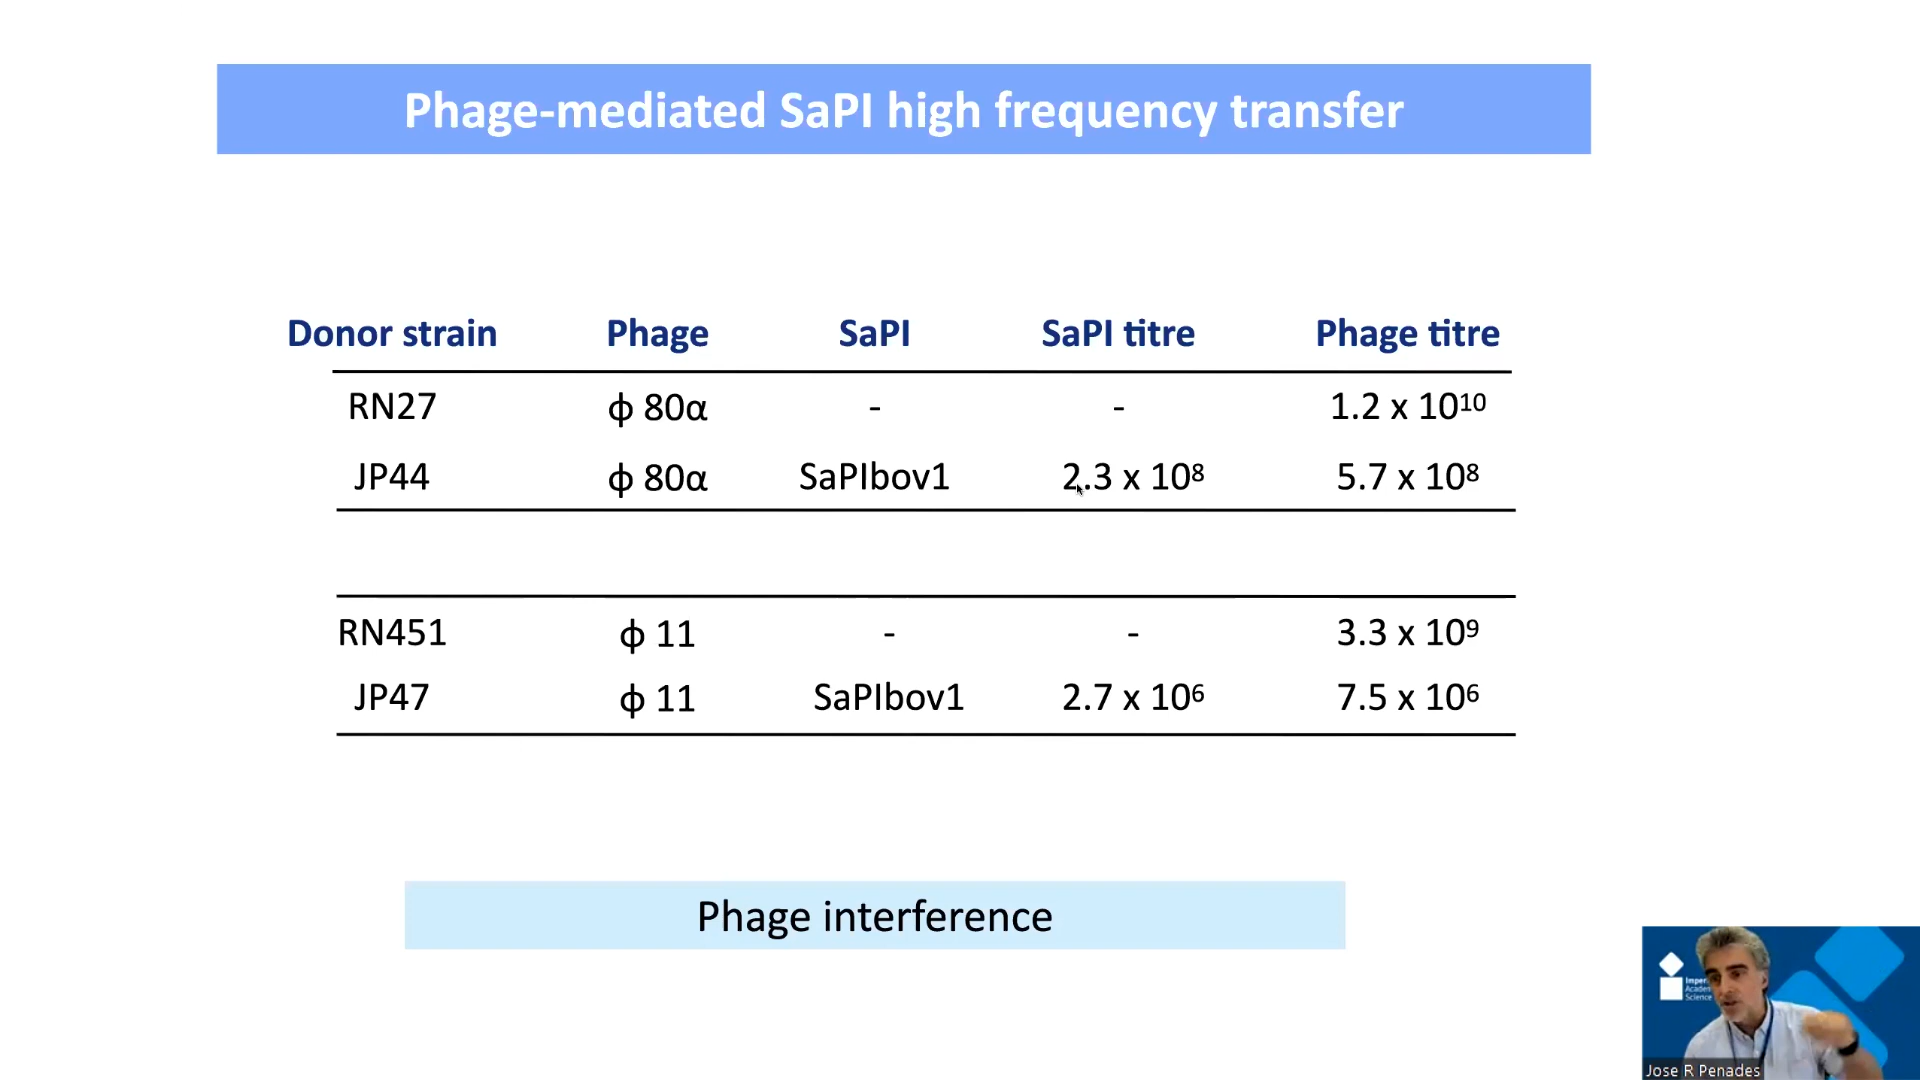 Phage-mediated SaPI high frequency transfer
Donor strain Phage SaPI SaPI titre Phage titre
RN27 ϕ 80α - - 1.2 x 10¹⁰
JP44 ϕ 80α SaPIbov1 2.3 x 10⁸ 5.7 x 10⁸
RN451 ϕ 11 - - 3.3 x 10⁹
JP47 ϕ 11 SaPIbov1 2.7 x 10⁶ 7.5 x 10⁶
Phage interference
Science
Jose R Penades